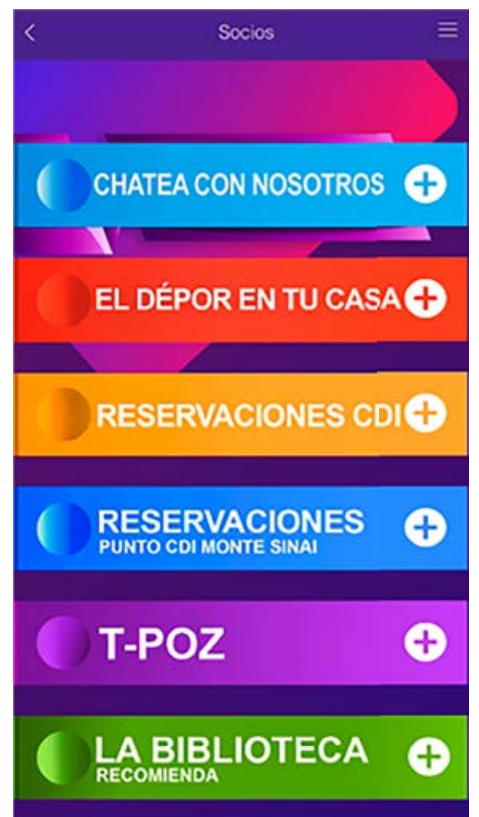 Socios
CHATEA CON NOSOTROS
EL DÉPOR EN TU CASA
RESERVACIONES CDI
RESERVACIONES
PUNTO CDI MONTE SINAI
T-POZ
LA BIBLIOTECA
RECOMIENDA